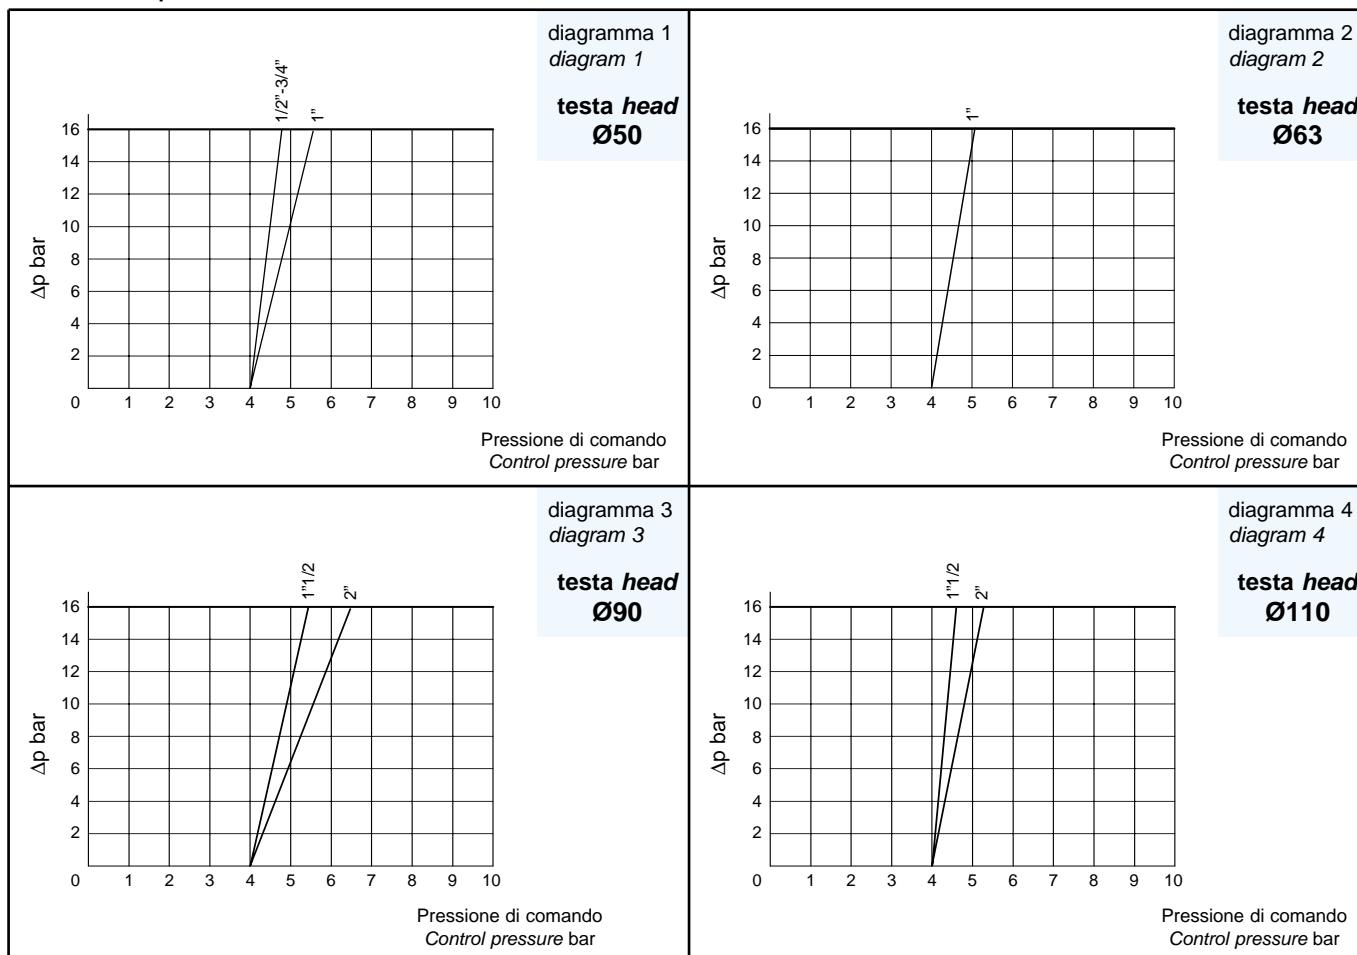 diagramma 1
diagram 1
testa head
Ø50
1/2”-3/4”
1”
16
14
12
10
8
6
4
2
Δp bar
0 1 2 3 4 5 6 7 8 9 10
Pressione di comando
Control pressure bar
diagramma 2
diagram 2
testa head
Ø63
1”
16
14
12
10
8
6
4
2
Δp bar
0 1 2 3 4 5 6 7 8 9 10
Pressione di comando
Control pressure bar
diagramma 3
diagram 3
testa head
Ø90
1”1/2
2”
16
14
12
10
8
6
4
2
Δp bar
0 1 2 3 4 5 6 7 8 9 10
Pressione di comando
Control pressure bar
diagramma 4
diagram 4
testa head
Ø110
1”1/2
2”
16
14
12
10
8
6
4
2
Δp bar
0 1 2 3 4 5 6 7 8 9 10
Pressione di comando
Control pressure bar